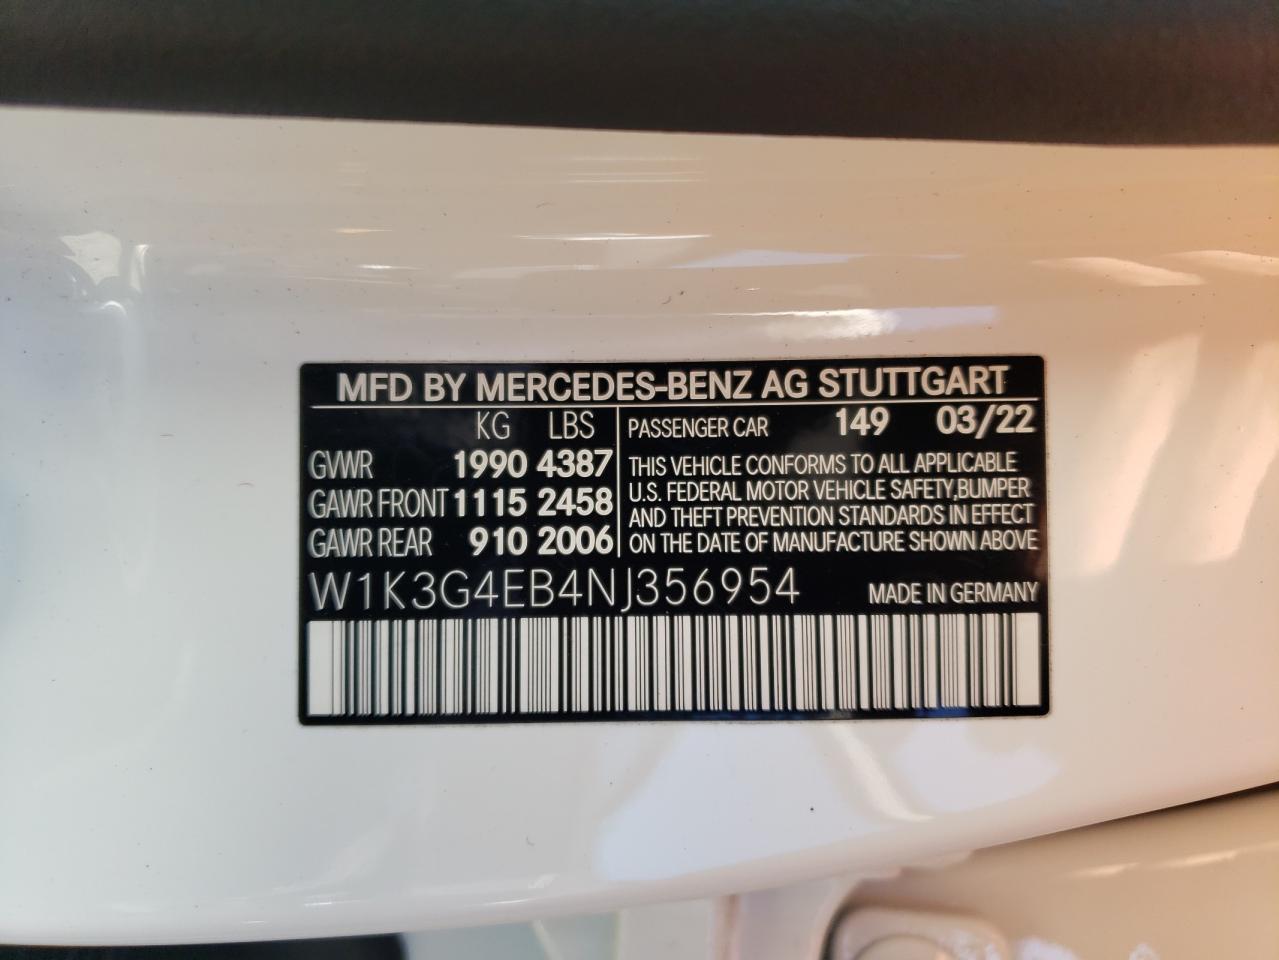 MFD BY MERCEDES-BENZ AG STUTTGART
KG LBS
GVWR 1990 4387
GAWR FRONT 1115 2458
GAWR REAR 910 2006
PASSENGER CAR 149 03/22
THIS VEHICLE CONFORMS TO ALL APPLICABLE
U.S. FEDERAL MOTOR VEHICLE SAFETY, BUMPER
AND THEFT PREVENTION STANDARDS IN EFFECT
ON THE DATE OF MANUFACTURE SHOWN ABOVE
W1K3G4EB4NJ356954 MADE IN GERMANY